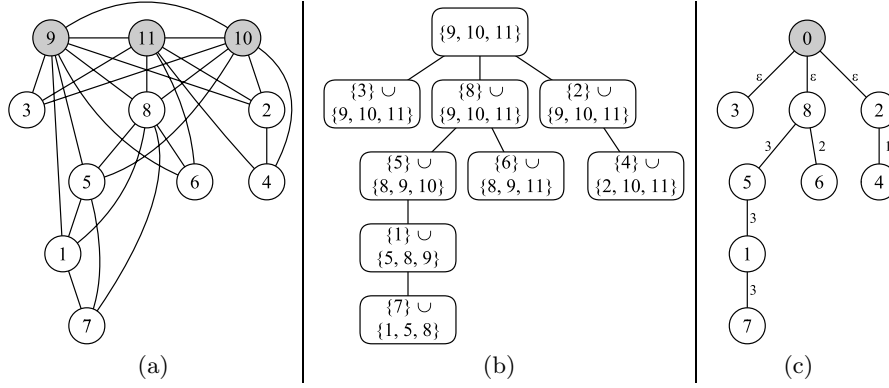 9 11 10
3 8 2
5 6 4
1
7
(a)
{9, 10, 11}
{3} ∪ {8} ∪ {2} ∪
{9, 10, 11} {9, 10, 11} {9, 10, 11}
{5} ∪ {6} ∪ {4} ∪
{8, 9, 10} {8, 9, 11} {2, 10, 11}
{1} ∪
{5, 8, 9}
{7} ∪
{1, 5, 8}
(b)
0
ε ε ε
3 8 2
3 2 1
5 6 4
3
1
3
7
(c)